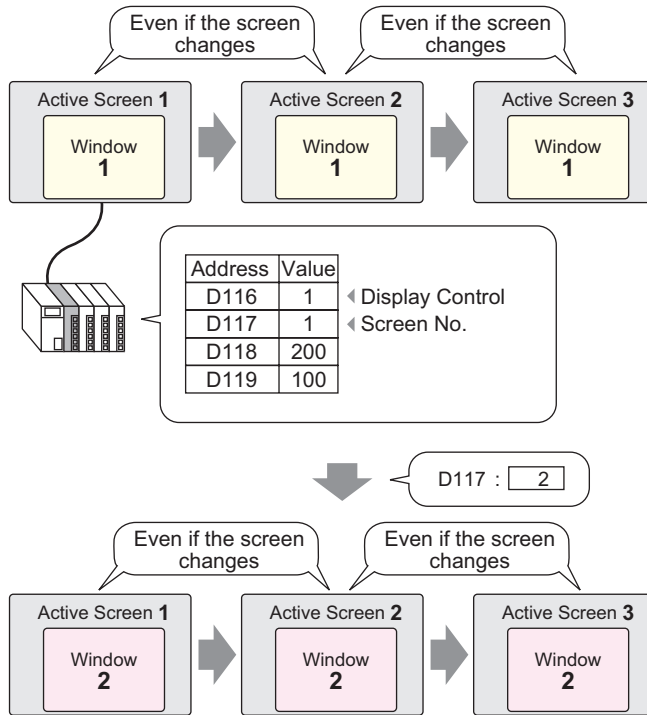 Even if the screen
changes
Even if the screen
changes
Active Screen 1
Active Screen 2
Active Screen 3
Window
1
Window
1
Window
1
Address Value
D116 1 Display Control
D117 1 Screen No.
D118 200
D119 100
D117 : 2
Even if the screen
changes
Even if the screen
changes
Active Screen 1
Active Screen 2
Active Screen 3
Window
2
Window
2
Window
2